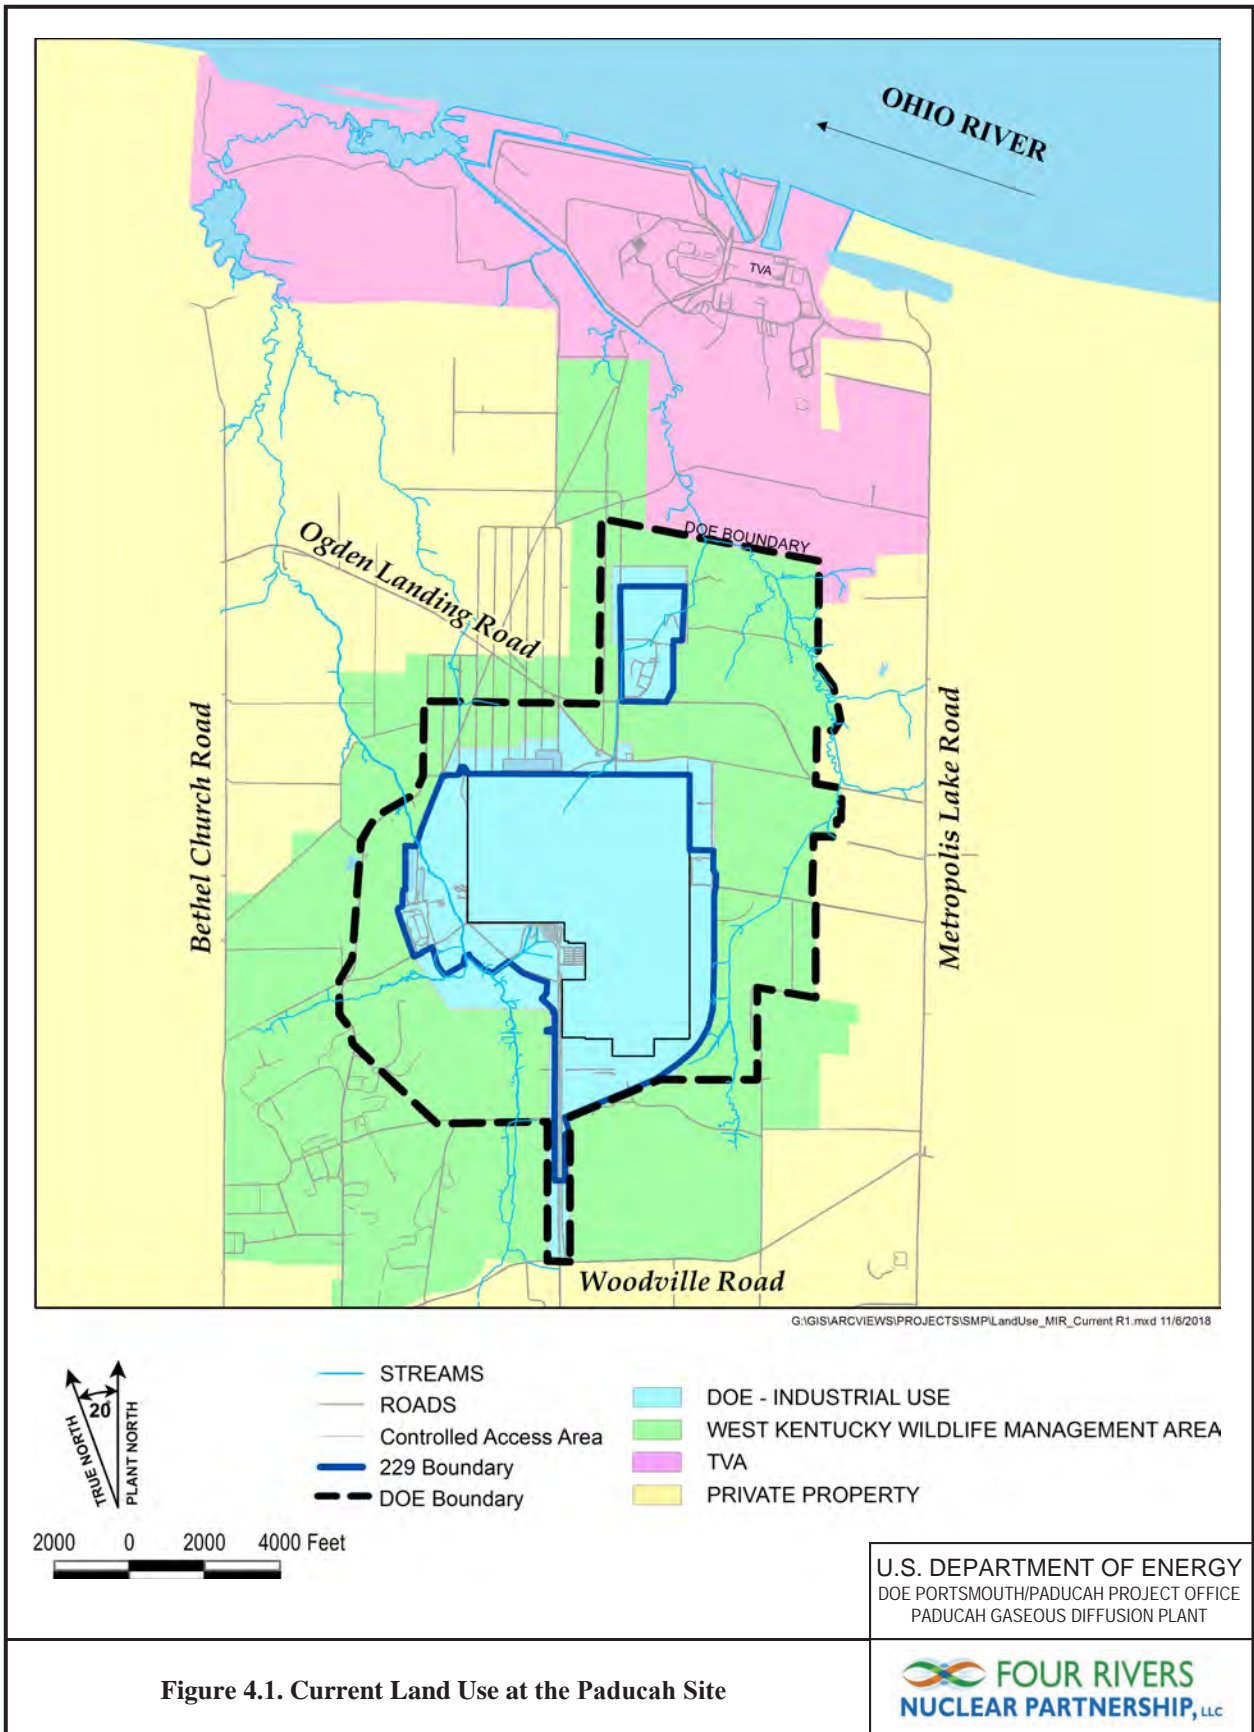 OHIO RIVER
TVA
DOE BOUNDARY
Ogden Landing Road
Bethel Church Road
Metropolis Lake Road
Woodville Road
G:\GIS\ARCVIEWS\PROJECTS\SMP\LandUse_MIR_Current R1.mxd 11/6/2018
TRUE NORTH
20°
PLANT NORTH
STREAMS
ROADS
Controlled Access Area
229 Boundary
DOE Boundary
DOE - INDUSTRIAL USE
WEST KENTUCKY WILDLIFE MANAGEMENT AREA
TVA
PRIVATE PROPERTY
2000 0 2000 4000 Feet
U.S. DEPARTMENT OF ENERGY
DOE PORTSMOUTH/PADUCAH PROJECT OFFICE
PADUCAH GASEOUS DIFFUSION PLANT
Figure 4.1. Current Land Use at the Paducah Site
FOUR RIVERS
NUCLEAR PARTNERSHIP, LLC